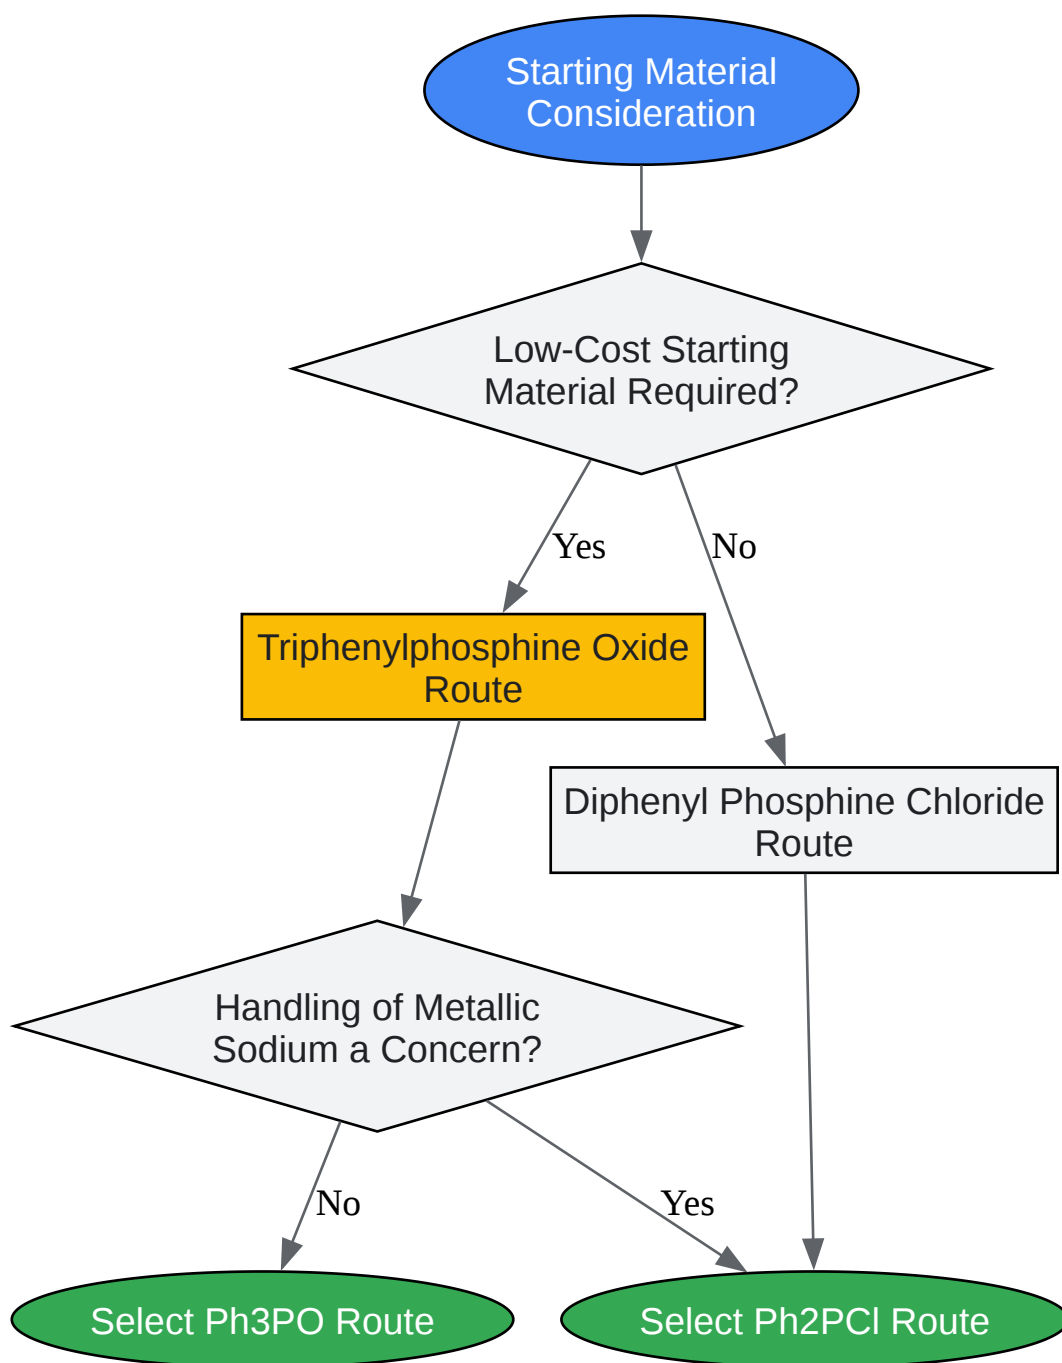 Starting Material
Consideration
Low-Cost Starting
Material Required?
Yes
No
Triphenylphosphine Oxide
Route
Diphenyl Phosphine Chloride
Route
Handling of Metallic
Sodium a Concern?
No
Yes
Select Ph3PO Route
Select Ph2PCl Route